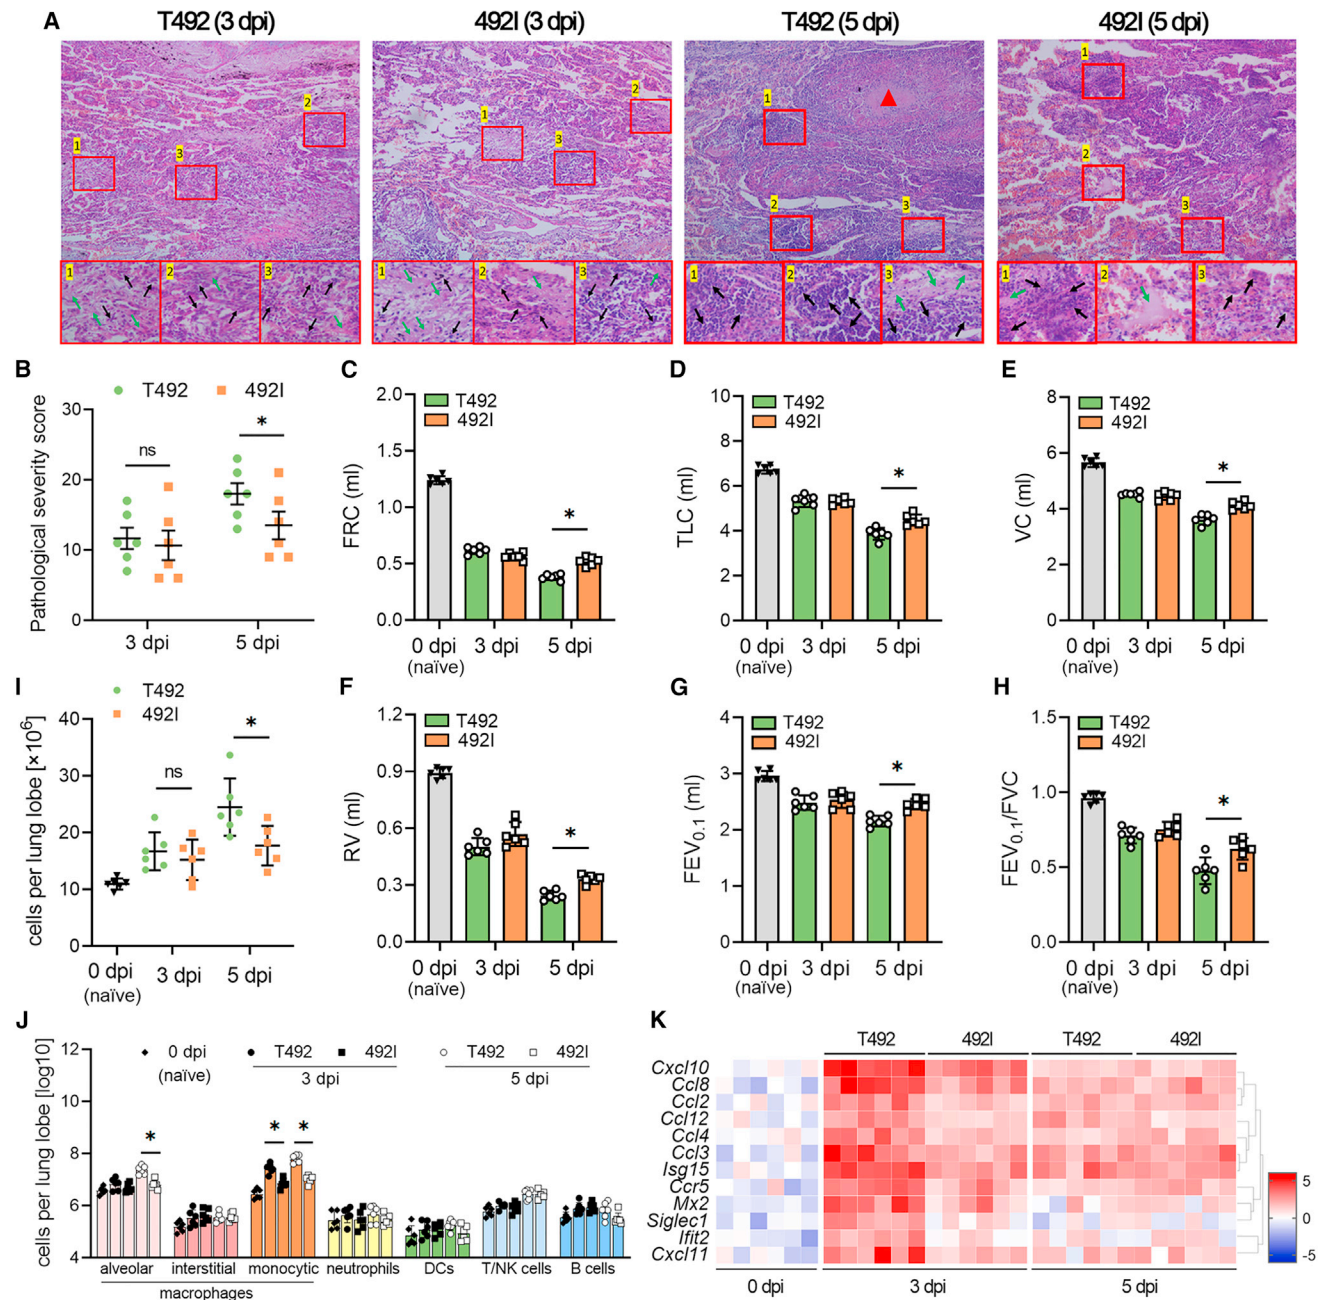 A
T492 (3 dpi)
492I (3 dpi)
T492 (5 dpi)
492I (5 dpi)
1
2
3
1
2
3
1
2
3
1
2
3
1
2
3
1
2
3
1
2
3
1
2
3
B
T492
492I
Pathological severity score
30
20
10
0
ns
*
3 dpi
5 dpi
C
T492
492I
FRC (ml)
2.0
1.5
1.0
0.5
0.0
*
0 dpi
(naïve)
3 dpi
5 dpi
D
T492
492I
TLC (ml)
10
8
6
4
2
0
*
0 dpi
(naïve)
3 dpi
5 dpi
E
T492
492I
VC (ml)
8
6
4
2
0
*
0 dpi
(naïve)
3 dpi
5 dpi
I
T492
492I
cells per lung lobe [×10⁶]
40
30
20
10
0
ns
*
0 dpi
(naïve)
3 dpi
5 dpi
F
T492
492I
RV (ml)
1.2
0.9
0.6
0.3
0.0
*
0 dpi
(naïve)
3 dpi
5 dpi
G
T492
492I
FEV0.1 (ml)
4
3
2
1
0
*
0 dpi
(naïve)
3 dpi
5 dpi
H
T492
492I
FEV0.1/FVC
1.5
1.0
0.5
0.0
*
0 dpi
(naïve)
3 dpi
5 dpi
J
cells per lung lobe [log10]
12
10
8
6
4
0 dpi
(naïve)
T492
492I
3 dpi
T492
492I
5 dpi
*
*
*
alveolar
interstitial
monocytic
neutrophils
DCs
T/NK cells
B cells
macrophages
K
T492
492I
T492
492I
Cxcl10
Ccl8
Ccl2
Ccl12
Ccl4
Ccl3
Isg15
Ccr5
Mx2
Siglec1
Ifit2
Cxcl11
0 dpi
3 dpi
5 dpi
5
0
-5